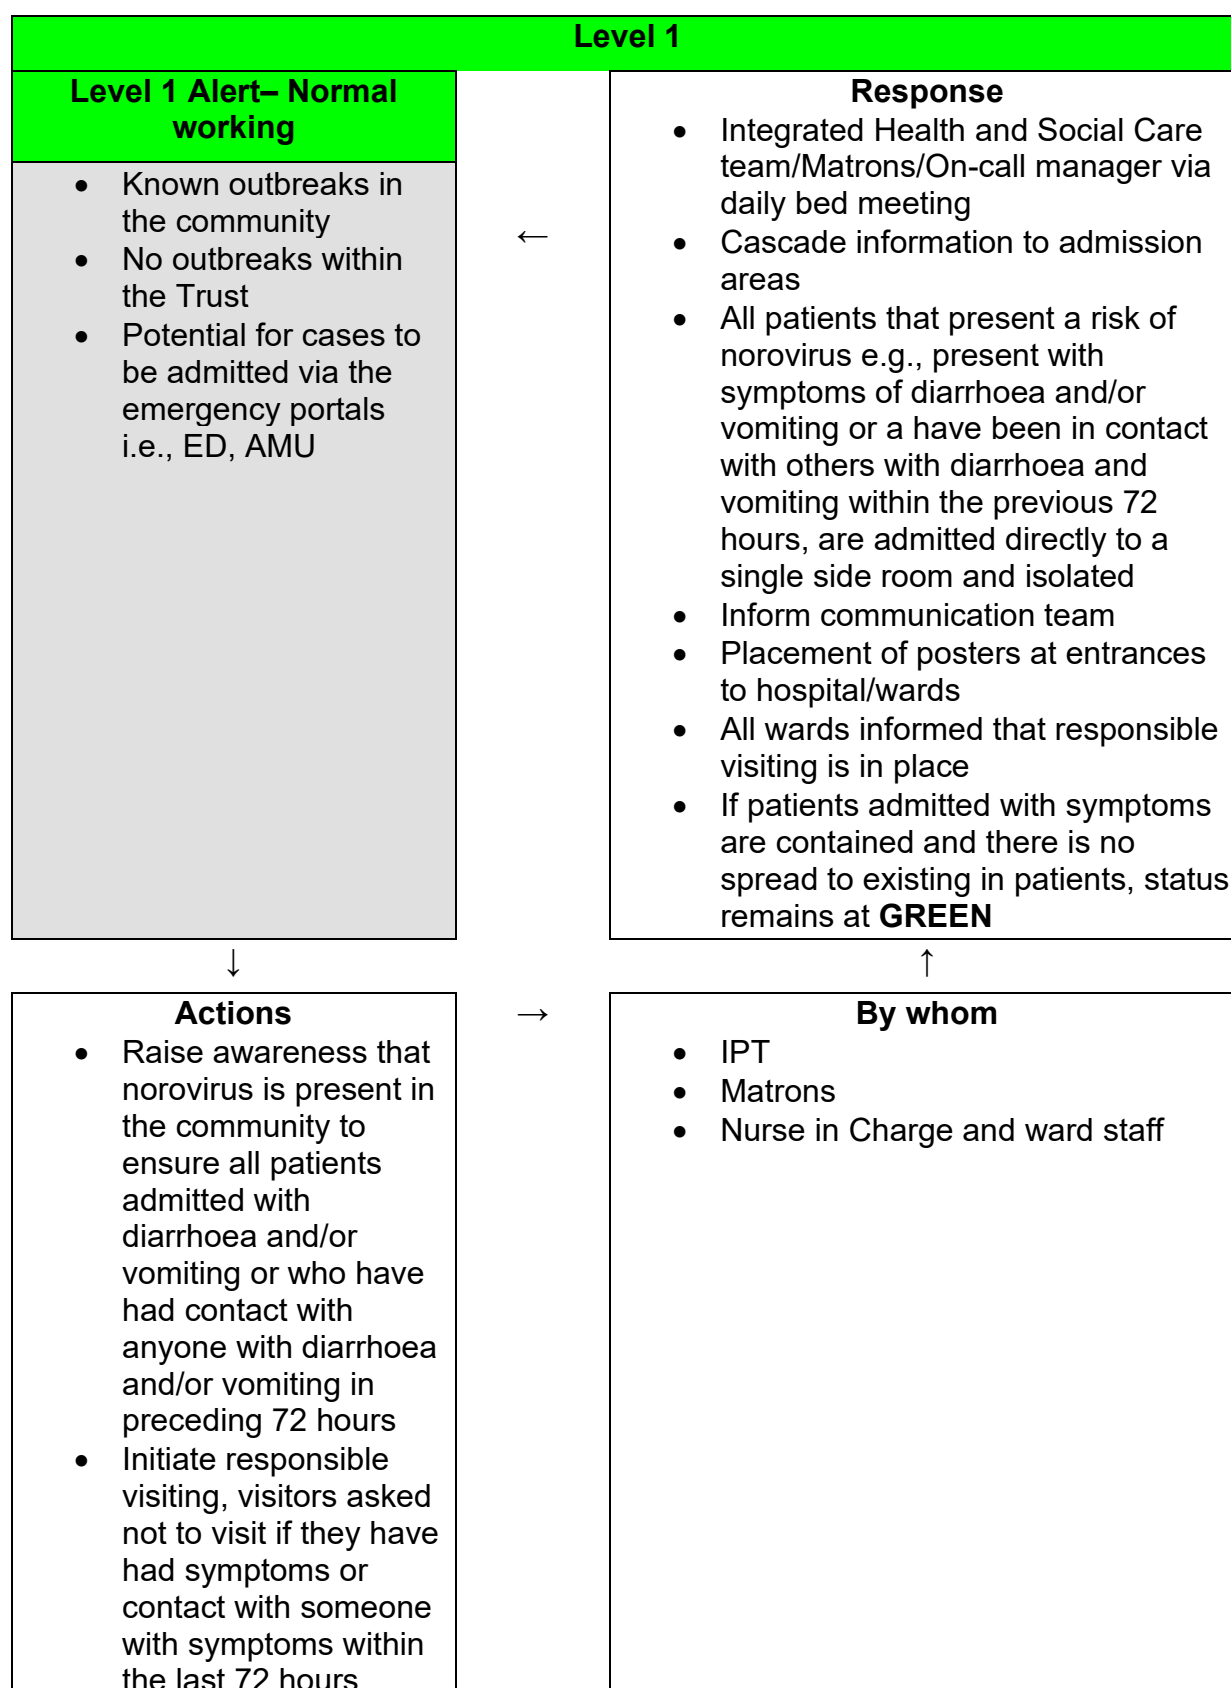 Level 1
Level 1 Alert– Normal
working
• Known outbreaks in
the community
• No outbreaks within
the Trust
• Potential for cases to
be admitted via the
emergency portals
i.e., ED, AMU
←
Response
• Integrated Health and Social Care
team/Matrons/On-call manager via
daily bed meeting
• Cascade information to admission
areas
• All patients that present a risk of
norovirus e.g., present with
symptoms of diarrhoea and/or
vomiting or a have been in contact
with others with diarrhoea and
vomiting within the previous 72
hours, are admitted directly to a
single side room and isolated
• Inform communication team
• Placement of posters at entrances
to hospital/wards
• All wards informed that responsible
visiting is in place
• If patients admitted with symptoms
are contained and there is no
spread to existing in patients, status
remains at GREEN
↓
↑
Actions
• Raise awareness that
norovirus is present in
the community to
ensure all patients
admitted with
diarrhoea and/or
vomiting or who have
had contact with
anyone with diarrhoea
and/or vomiting in
preceding 72 hours
• Initiate responsible
visiting, visitors asked
not to visit if they have
had symptoms or
contact with someone
with symptoms within
the last 72 hours
→
By whom
• IPT
• Matrons
• Nurse in Charge and ward staff